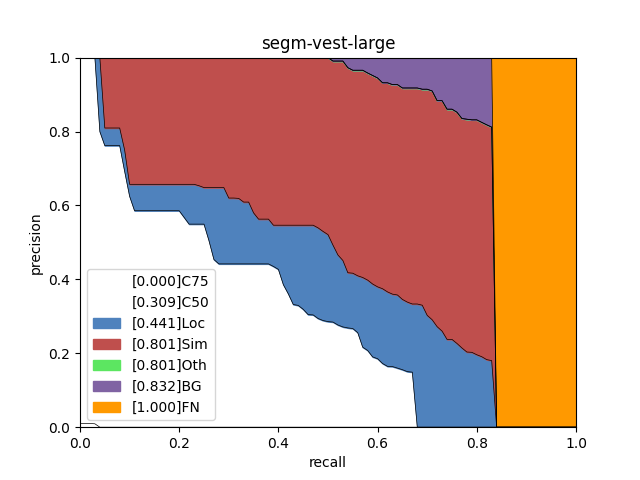 segm-vest-large
1.0
0.8
0.6
0.4
0.2
0.0
precision
[0.000]C75
[0.309]C50
[0.441]Loc
[0.801]Sim
[0.801]Oth
[0.832]BG
[1.000]FN
0.0 0.2 0.4 0.6 0.8 1.0
recall